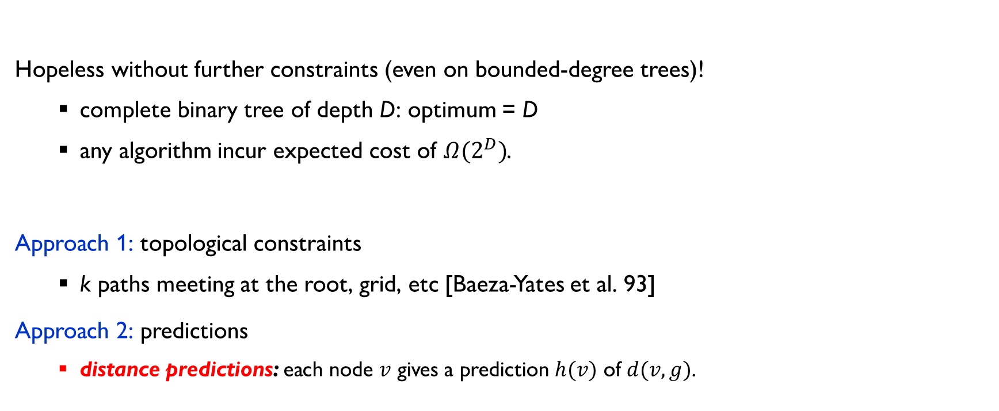 Hopeless without further constraints (even on bounded-degree trees)!
▪ complete binary tree of depth D: optimum = D
▪ any algorithm incur expected cost of Ω(2^D).
Approach 1: topological constraints
▪ k paths meeting at the root, grid, etc [Baeza-Yates et al. 93]
Approach 2: predictions
▪ distance predictions: each node v gives a prediction h(v) of d(v, g).